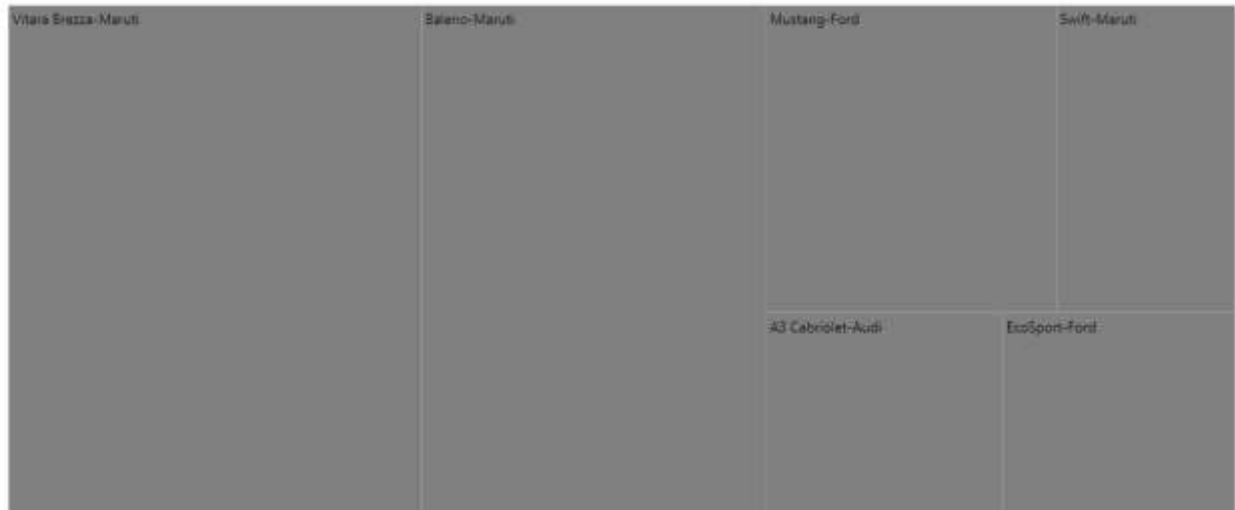 Vitara Brezza-Maruti
Baleno-Maruti
Mustang-Ford
Swift-Maruti
A3 Cabriolet-Audi
EcoSport-Ford